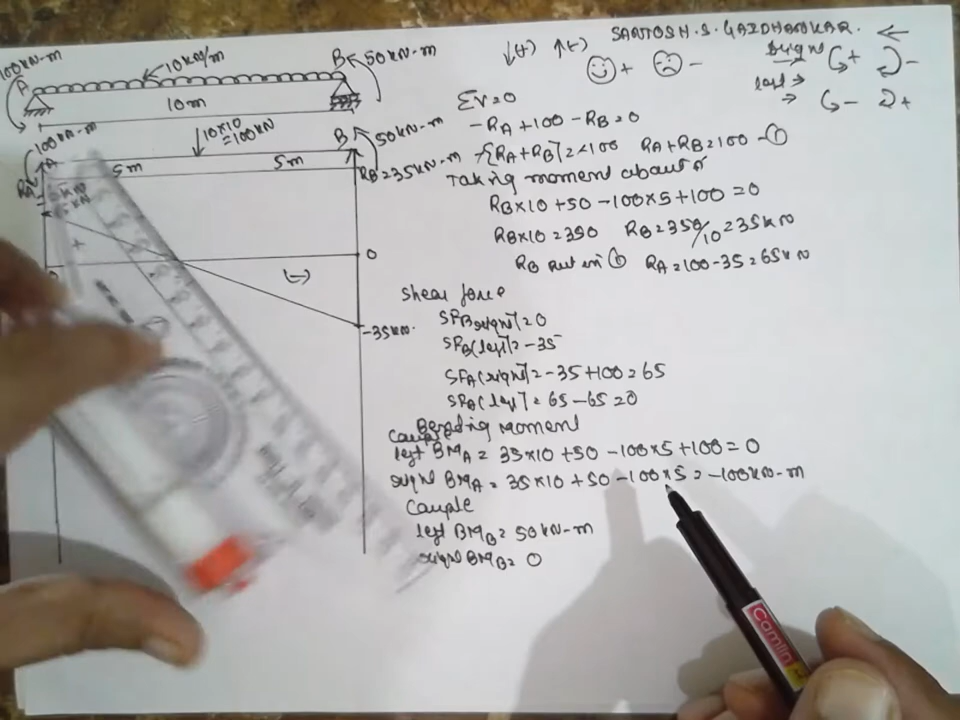 SANTOSH.S.GAIDHANKAR.
100kN-m
A
10kN/m
B
50kN-m
10m
↓(+) ↑(-)
+
-
right → + -
left → - +
100kN-m
A
10×10
=100kN
B
50kN-m
5m
5m
RA
RB=35kN-m
+
(-)
0
-35kN.
ΣV=0
-RA+100-RB=0
-{RA+RB}=-100 RA+RB=100-①
Taking moment about A
RB×10+50-100×5+100=0
RB×10=350 RB=350/10=35kN
RB put in ① RA=100-35=65kN
Shear force
SFB(right)=0
SFB(left)=-35
SFA(right)=-35+100=65
SFA(left)=65-65=0
Bending moment
Couple
left BMA= 35×10+50-100×5+100=0
right BMA= 35×10+50-100×5=-100kN-m
Couple
left BMB= 50kN-m
right BMB= 0
Camlin